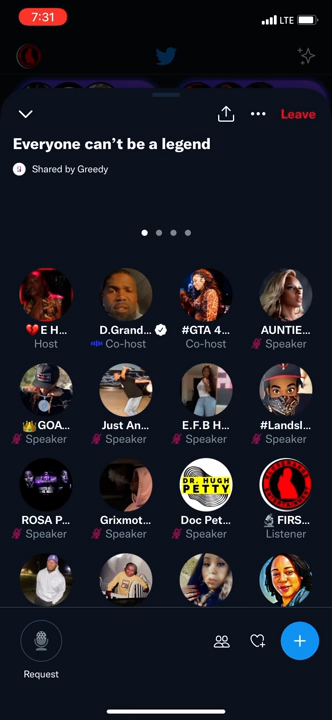 7:31
LTE
Leave
Everyone can't be a legend
Shared by Greedy
💔E H...
D.Grand...
#GTA 4...
AUNTIE...
Host
Co-host
Co-host
Speaker
👑GOA...
Just An...
E.F.B H...
#Landsl...
Speaker
Speaker
Speaker
Speaker
DR. HUGH
PETTY
ROSA P...
Grixmot...
Doc Pet...
🔬FIRS...
Speaker
Speaker
Speaker
Listener
Request